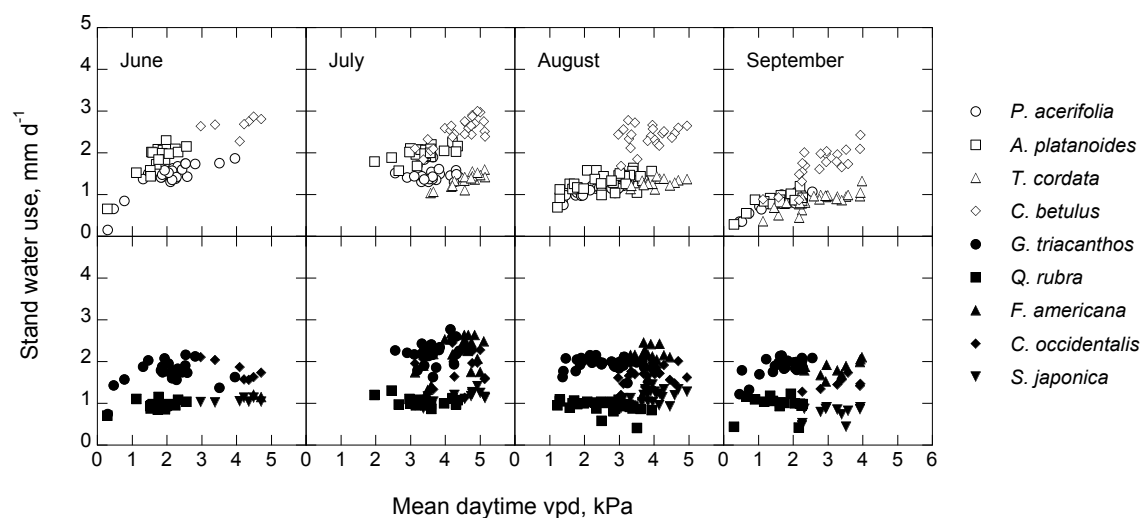 June
July
August
September
5
4
3
2
1
0
4
3
2
1
0
Stand water use, mm d⁻¹
0 1 2 3 4 5 0 1 2 3 4 5 0 1 2 3 4 5 0 1 2 3 4 5 6
Mean daytime vpd, kPa
P. acerifolia
A. platanoides
T. cordata
C. betulus
G. triacanthos
Q. rubra
F. americana
C. occidentalis
S. japonica